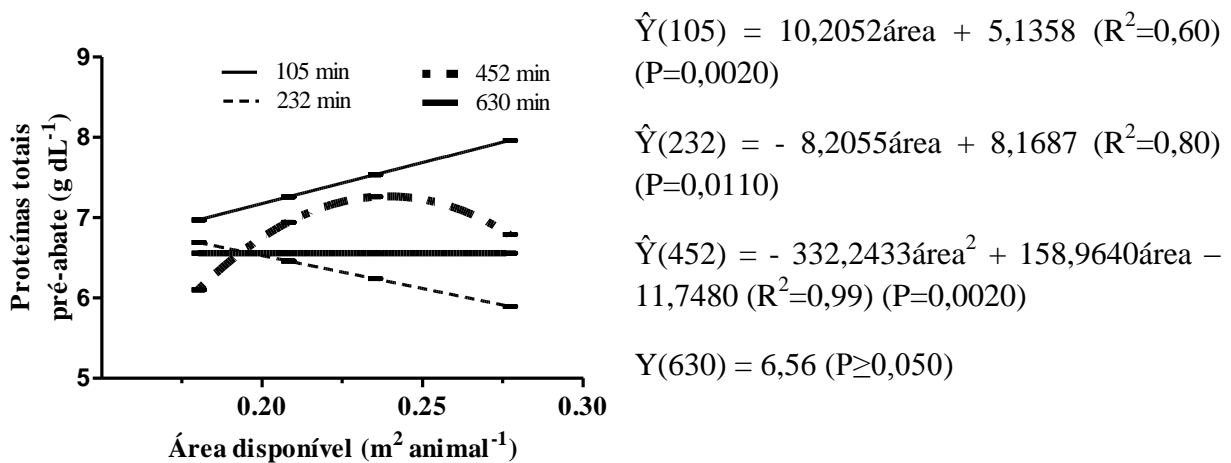 9
8
7
6
5
Proteínas totais
pré-abate (g dL-1)
105 min
232 min
452 min
630 min
0.20
0.25
0.30
Área disponível (m2 animal-1)
Ŷ(105) = 10,2052área + 5,1358 (R2=0,60)
(P=0,0020)
Ŷ(232) = - 8,2055área + 8,1687 (R2=0,80)
(P=0,0110)
Ŷ(452) = - 332,2433área2 + 158,9640área –
11,7480 (R2=0,99) (P=0,0020)
Y(630) = 6,56 (P≥0,050)